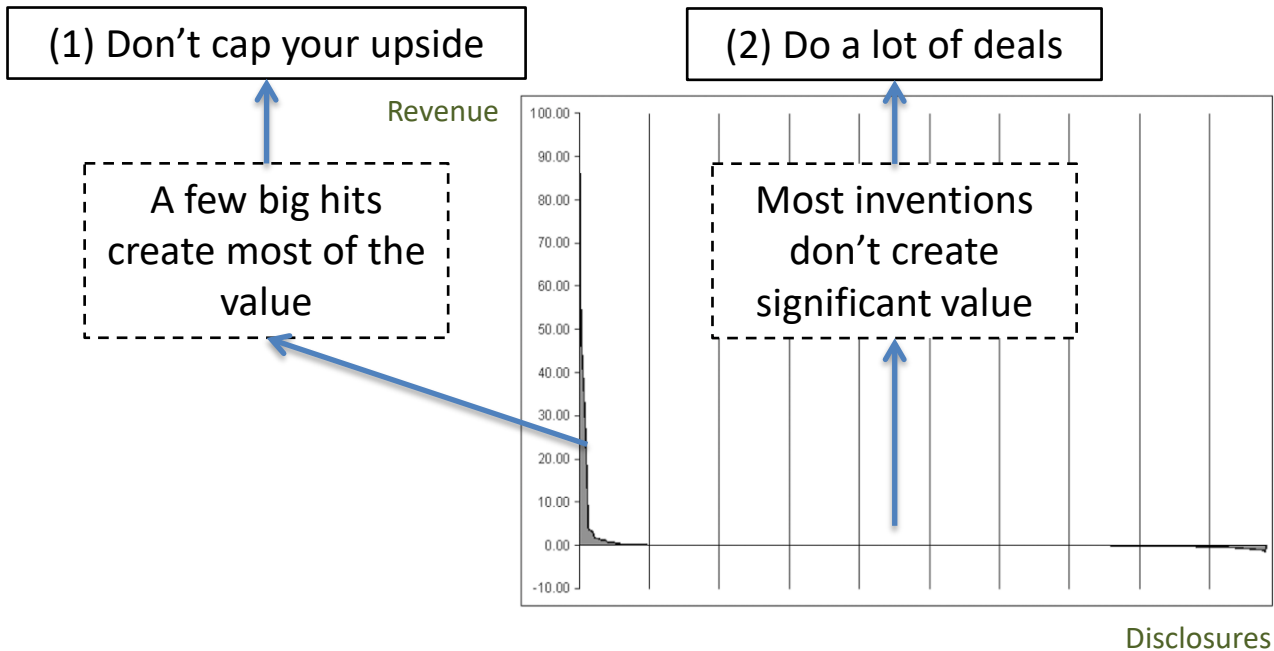 (1) Don’t cap your upside
(2) Do a lot of deals
Revenue
A few big hits
create most of the
value
Most inventions
don’t create
significant value
100.00
90.00
80.00
70.00
60.00
50.00
40.00
30.00
20.00
10.00
0.00
-10.00
Disclosures